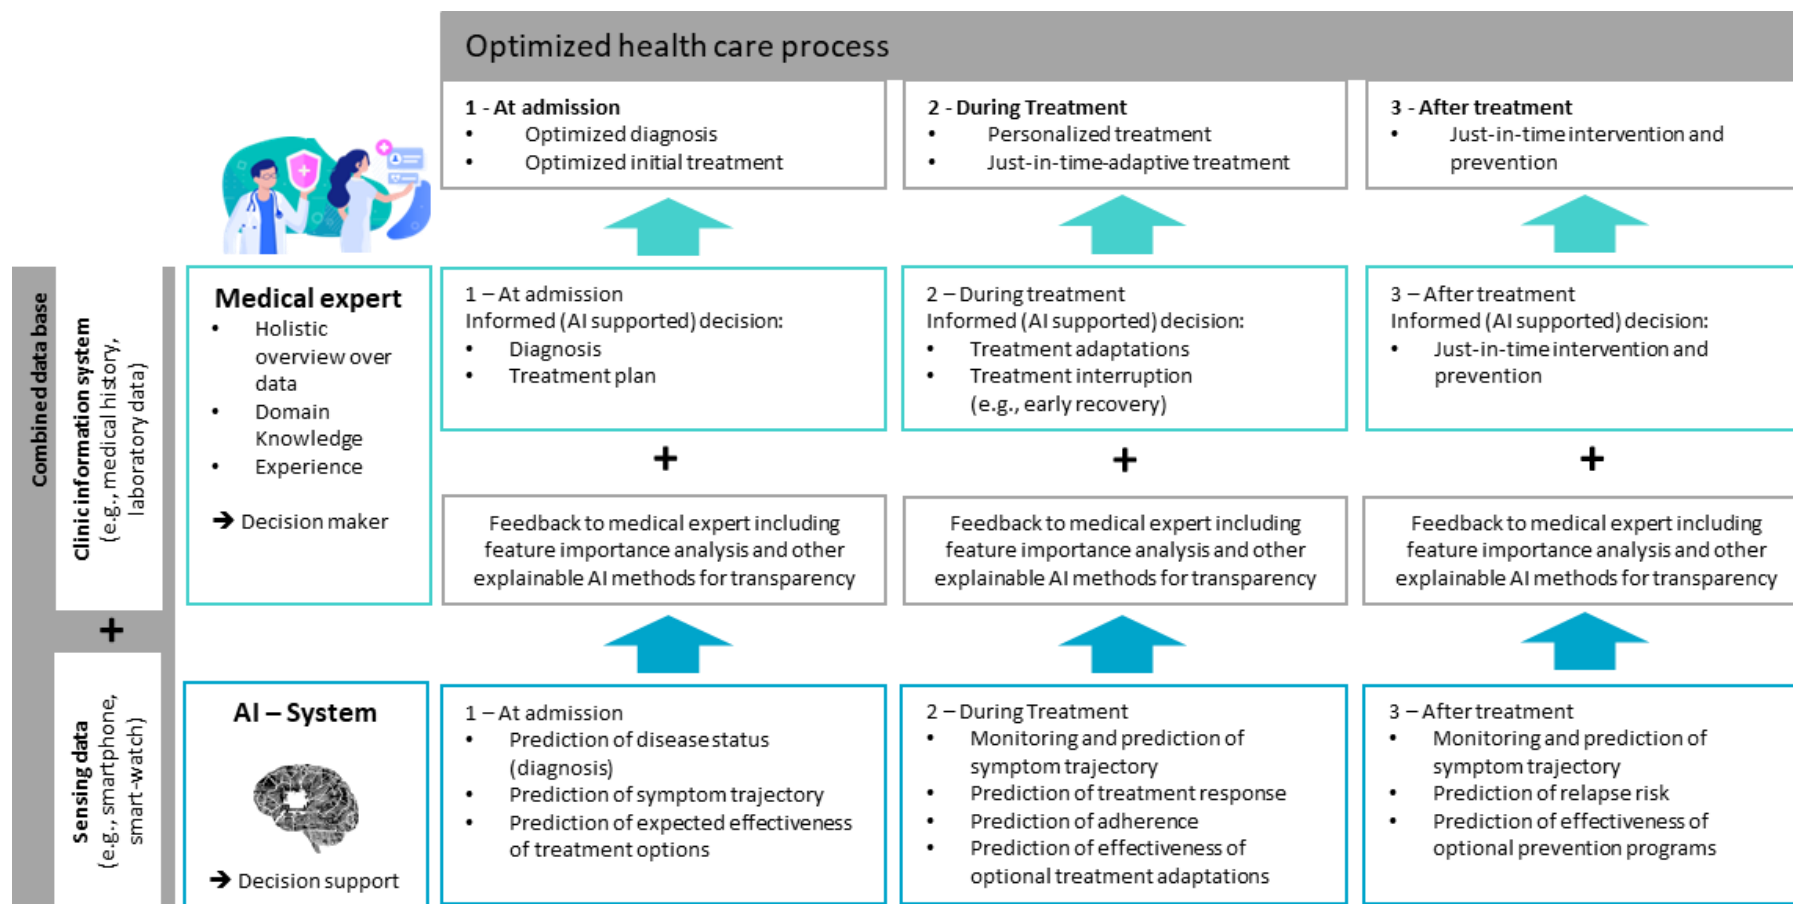 Optimized health care process
1 - At admission
• Optimized diagnosis
• Optimized initial treatment
2 - During Treatment
• Personalized treatment
• Just-in-time-adaptive treatment
3 - After treatment
• Just-in-time intervention and
prevention
Combined data base
Clinic information system
(e.g., medical history,
laboratory data)
+
Sensing data
(e.g., smartphone,
smart-watch)
Medical expert
• Holistic
overview over
data
• Domain
Knowledge
• Experience
➔ Decision maker
1 – At admission
Informed (AI supported) decision:
• Diagnosis
• Treatment plan
2 – During treatment
Informed (AI supported) decision:
• Treatment adaptations
• Treatment interruption
(e.g., early recovery)
3 – After treatment
Informed (AI supported) decision:
• Just-in-time intervention and
prevention
+
+
+
Feedback to medical expert including
feature importance analysis and other
explainable AI methods for transparency
Feedback to medical expert including
feature importance analysis and other
explainable AI methods for transparency
Feedback to medical expert including
feature importance analysis and other
explainable AI methods for transparency
AI – System
➔ Decision support
1 – At admission
• Prediction of disease status
(diagnosis)
• Prediction of symptom trajectory
• Prediction of expected effectiveness
of treatment options
2 – During Treatment
• Monitoring and prediction of
symptom trajectory
• Prediction of treatment response
• Prediction of adherence
• Prediction of effectiveness of
optional treatment adaptations
3 – After treatment
• Monitoring and prediction of
symptom trajectory
• Prediction of relapse risk
• Prediction of effectiveness of
optional prevention programs